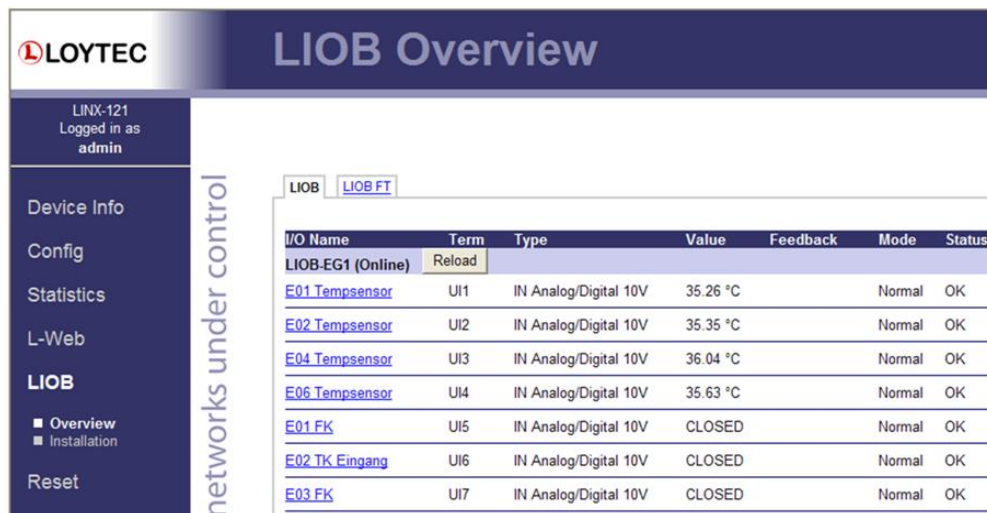 LOYTEC
LIOB Overview
LINX-121
Logged in as
admin
Device Info
Config
Statistics
L-Web
LIOB
Overview
Installation
Reset
networks under control
LIOB LIOB FT
I/O Name Term Type Value Feedback Mode Status
LIOB-EG1 (Online) Reload
E01 Tempsensor UI1 IN Analog/Digital 10V 35.26 °C Normal OK
E02 Tempsensor UI2 IN Analog/Digital 10V 35.35 °C Normal OK
E04 Tempsensor UI3 IN Analog/Digital 10V 36.04 °C Normal OK
E06 Tempsensor UI4 IN Analog/Digital 10V 35.63 °C Normal OK
E01 FK UI5 IN Analog/Digital 10V CLOSED Normal OK
E02 TK Eingang UI6 IN Analog/Digital 10V CLOSED Normal OK
E03 FK UI7 IN Analog/Digital 10V CLOSED Normal OK